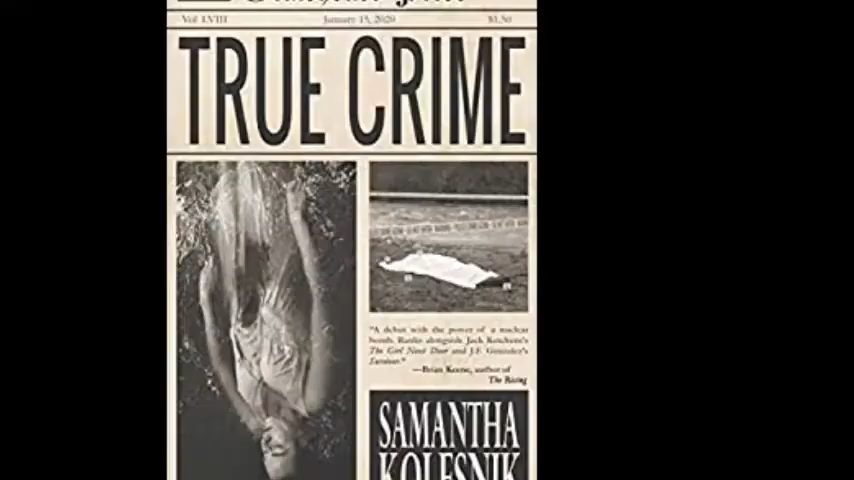 Vol LVIII January 15, 2020 $1.50
TRUE CRIME
"A debut with the power of a nuclear
bomb. Ranks alongside Jack Ketchum's
The Girl Next Door and J.F. Gonzalez's
Survivor."
—Brian Keene, author of
The Rising
SAMANTHA
KOLESNIK